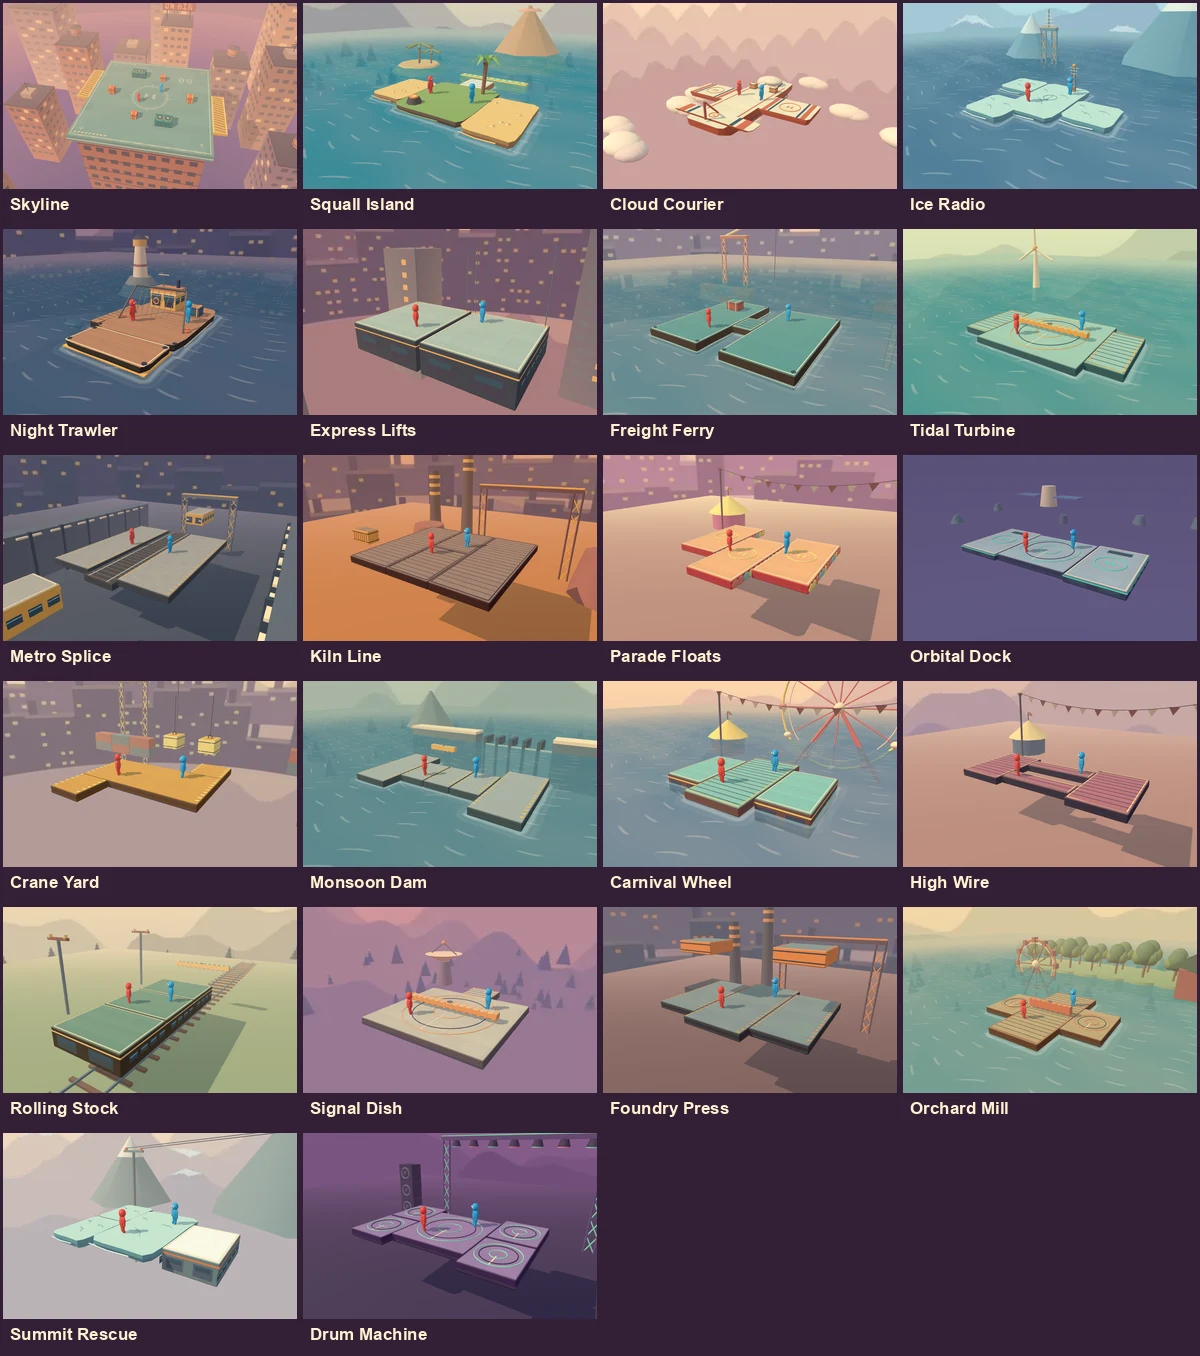 Skyline
Squall Island
Cloud Courier
Ice Radio
Night Trawler
Express Lifts
Freight Ferry
Tidal Turbine
Metro Splice
Kiln Line
Parade Floats
Orbital Dock
Crane Yard
Monsoon Dam
Carnival Wheel
High Wire
Rolling Stock
Signal Dish
Foundry Press
Orchard Mill
Summit Rescue
Drum Machine